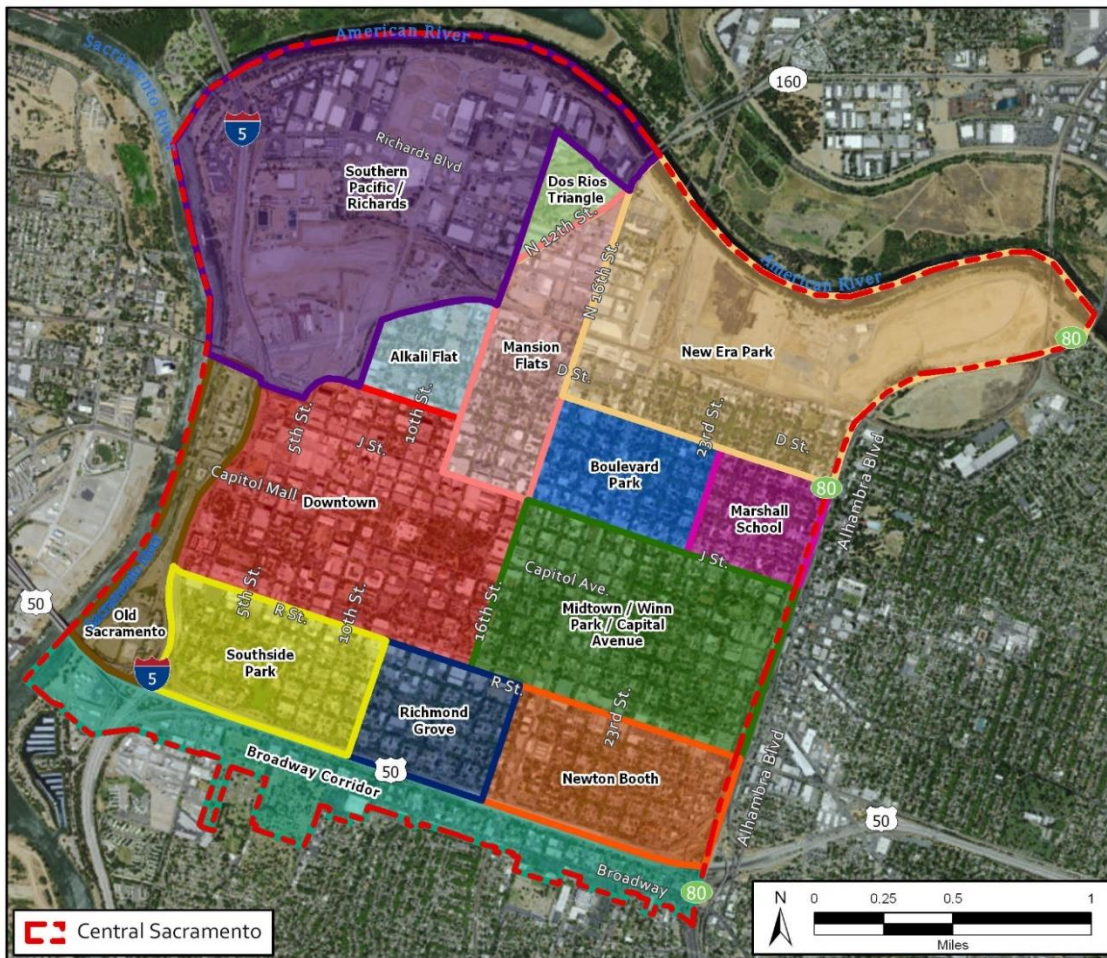 American River
Sacramento River
160
5
Richards Blvd
Southern
Pacific /
Richards
Dos Rios
Triangle
N 12th St.
N 16th St.
American River
80
Alkali Flat
Mansion
Flats
New Era Park
D St.
10th St.
5th St.
J St.
23rd St.
D St.
Boulevard
Park
Alhambra Blvd
80
Capitol Mall
Downtown
Marshall
School
J St.
Capitol Ave.
Sacramento River
50
5th St.
10th St.
16th St.
Midtown / Winn
Park / Capital
Avenue
Old
Sacramento
R St.
Southside
Park
5
R St.
Richmond
Grove
23rd St.
50
Newton Booth
Alhambra Blvd
Broadway Corridor
50
Broadway
80
Central Sacramento
N
0 0.25 0.5 1
Miles